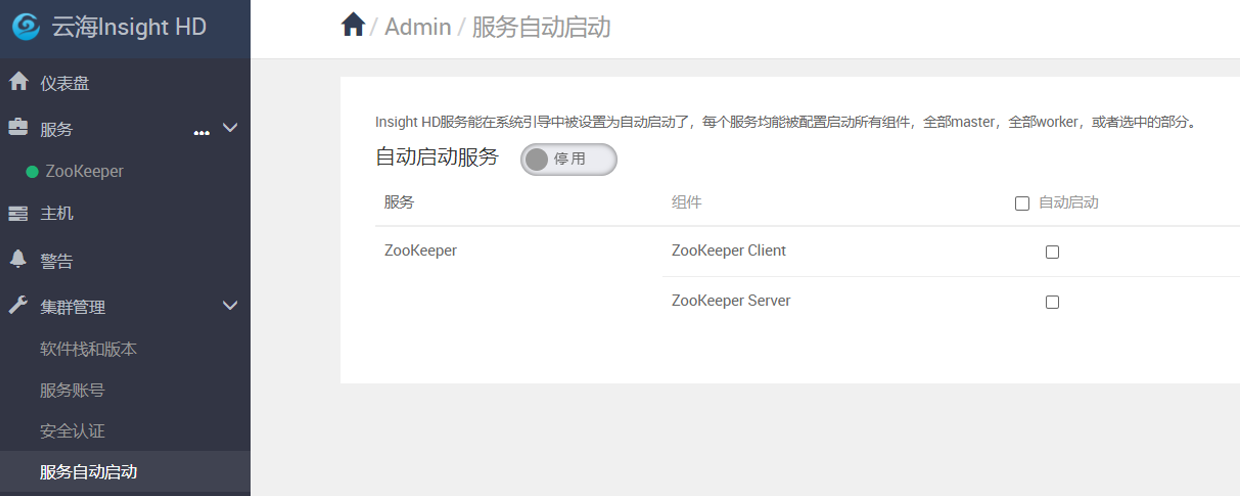 云海Insight HD
/ Admin / 服务自动启动
仪表盘
服务 ...
ZooKeeper
主机
警告
集群管理
软件栈和版本
服务账号
安全认证
服务自动启动
Insight HD服务能在系统引导中被设置为自动启动了，每个服务均能被配置启动所有组件，全部master，全部worker，或者选中的部分。
自动启动服务 停用
服务 组件 自动启动
ZooKeeper ZooKeeper Client
ZooKeeper Server